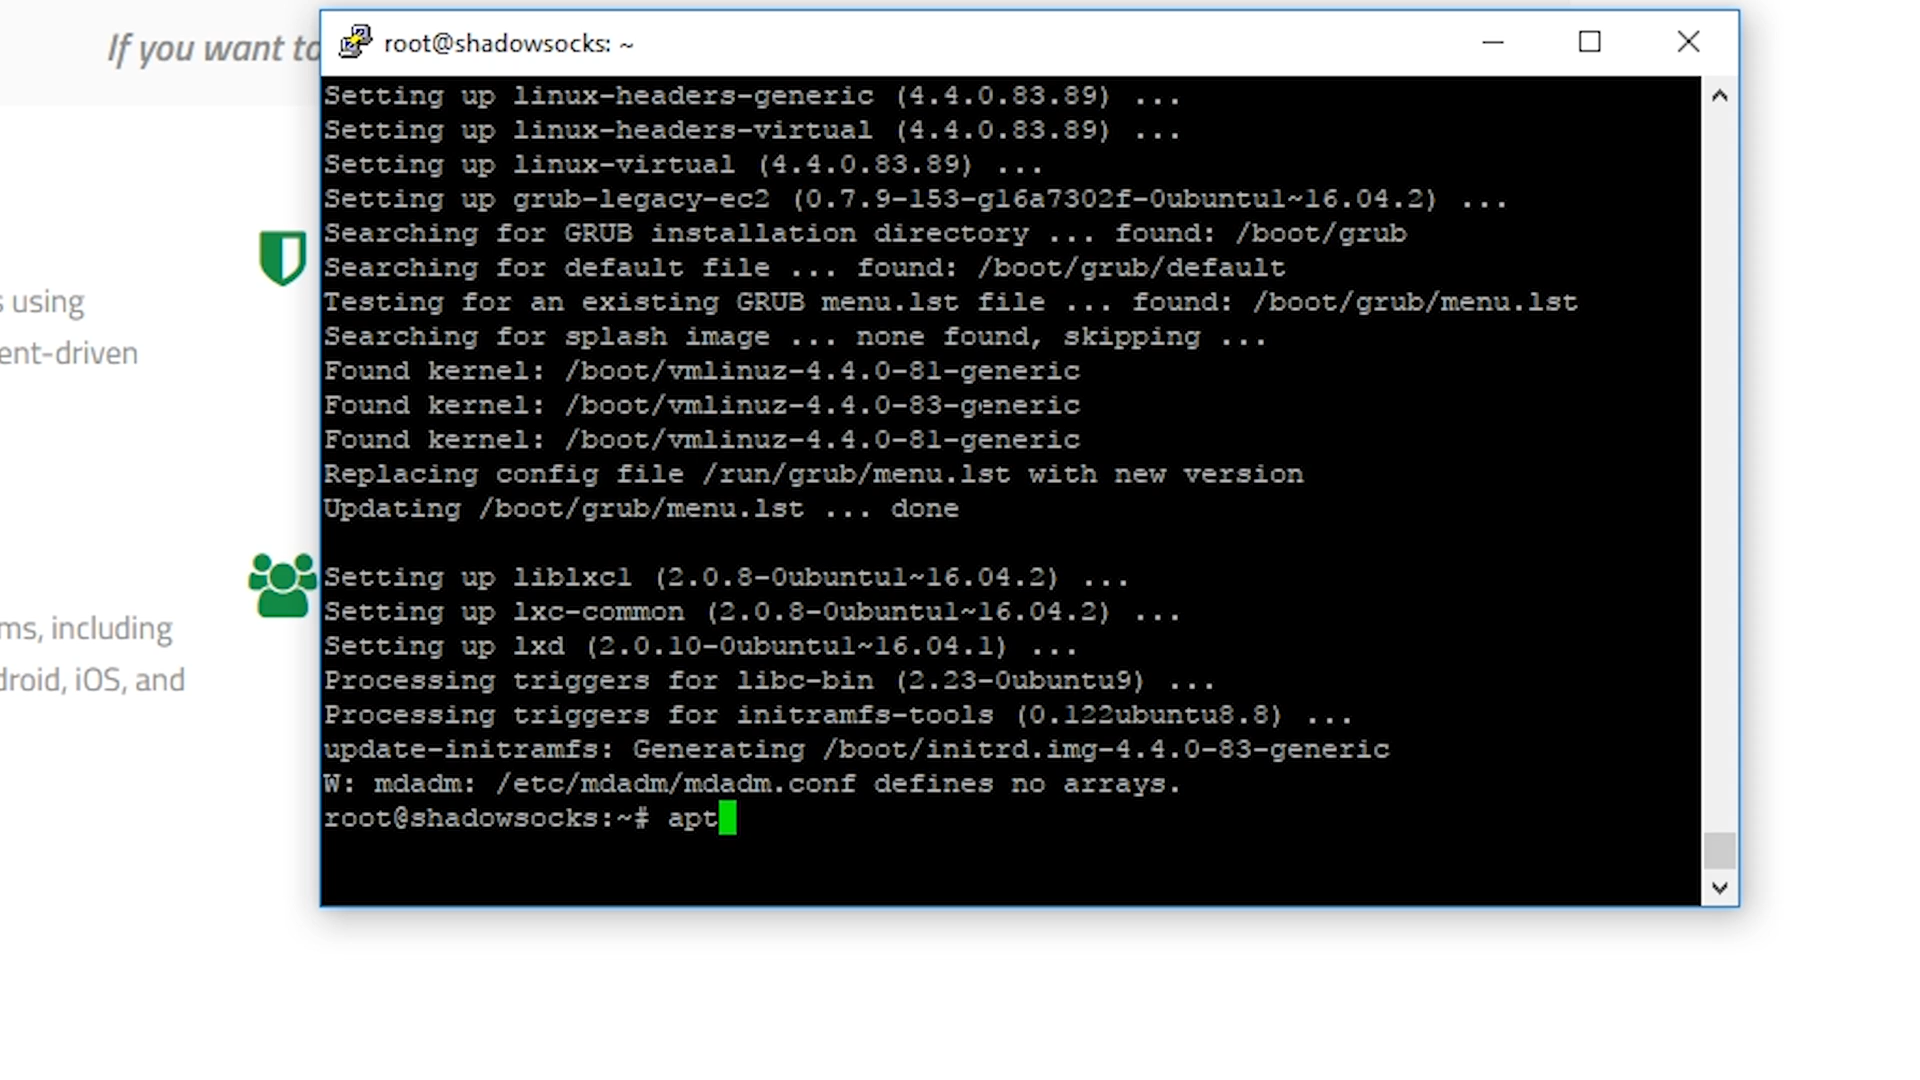 If you want to
s using
ent-driven
ms, including
droid, iOS, and
root@shadowsocks: ~
Setting up linux-headers-generic (4.4.0.83.89) ...
Setting up linux-headers-virtual (4.4.0.83.89) ...
Setting up linux-virtual (4.4.0.83.89) ...
Setting up grub-legacy-ec2 (0.7.9-153-g16a7302f-0ubuntu1~16.04.2) ...
Searching for GRUB installation directory ... found: /boot/grub
Searching for default file ... found: /boot/grub/default
Testing for an existing GRUB menu.lst file ... found: /boot/grub/menu.lst
Searching for splash image ... none found, skipping ...
Found kernel: /boot/vmlinuz-4.4.0-81-generic
Found kernel: /boot/vmlinuz-4.4.0-83-generic
Found kernel: /boot/vmlinuz-4.4.0-81-generic
Replacing config file /run/grub/menu.lst with new version
Updating /boot/grub/menu.lst ... done
Setting up liblxc1 (2.0.8-0ubuntu1~16.04.2) ...
Setting up lxc-common (2.0.8-0ubuntu1~16.04.2) ...
Setting up lxd (2.0.10-0ubuntu1~16.04.1) ...
Processing triggers for libc-bin (2.23-0ubuntu9) ...
Processing triggers for initramfs-tools (0.122ubuntu8.8) ...
update-initramfs: Generating /boot/initrd.img-4.4.0-83-generic
W: mdadm: /etc/mdadm/mdadm.conf defines no arrays.
root@shadowsocks:~# apt